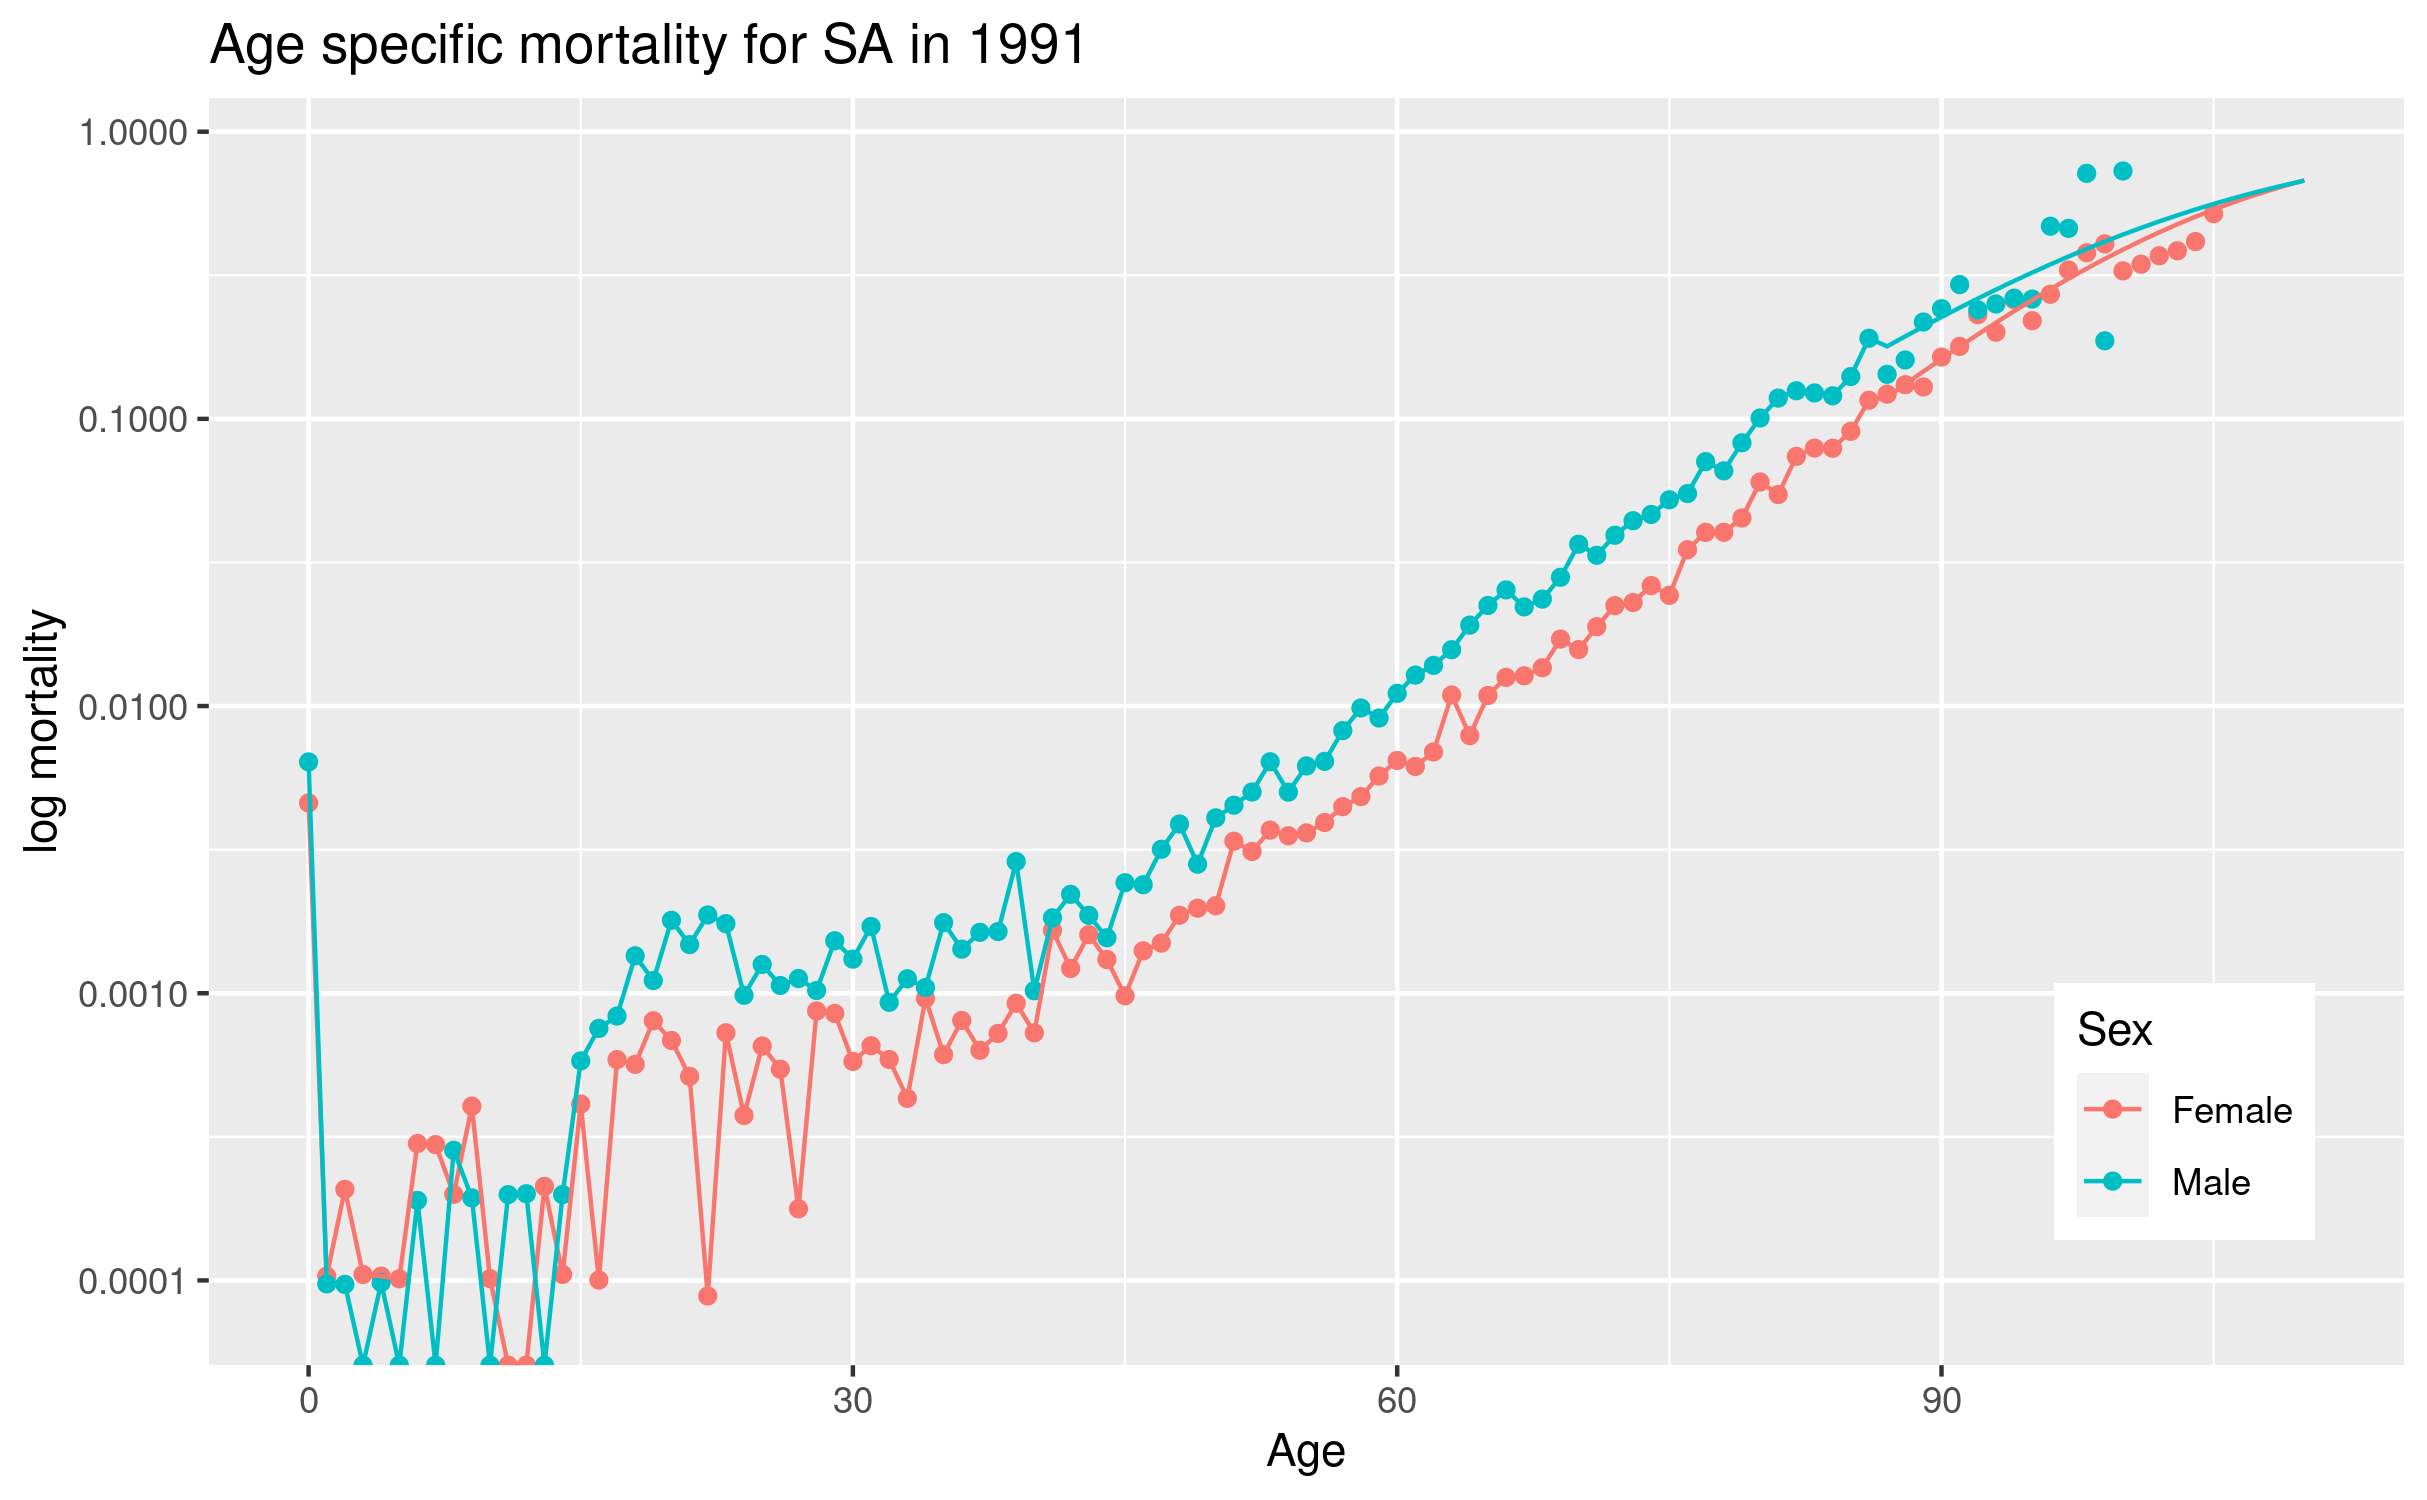 Age specific mortality for SA in 1991
1.0000
0.1000
0.0100
0.0010
0.0001
log mortality
0 30 60 90
Age
Sex
Female
Male